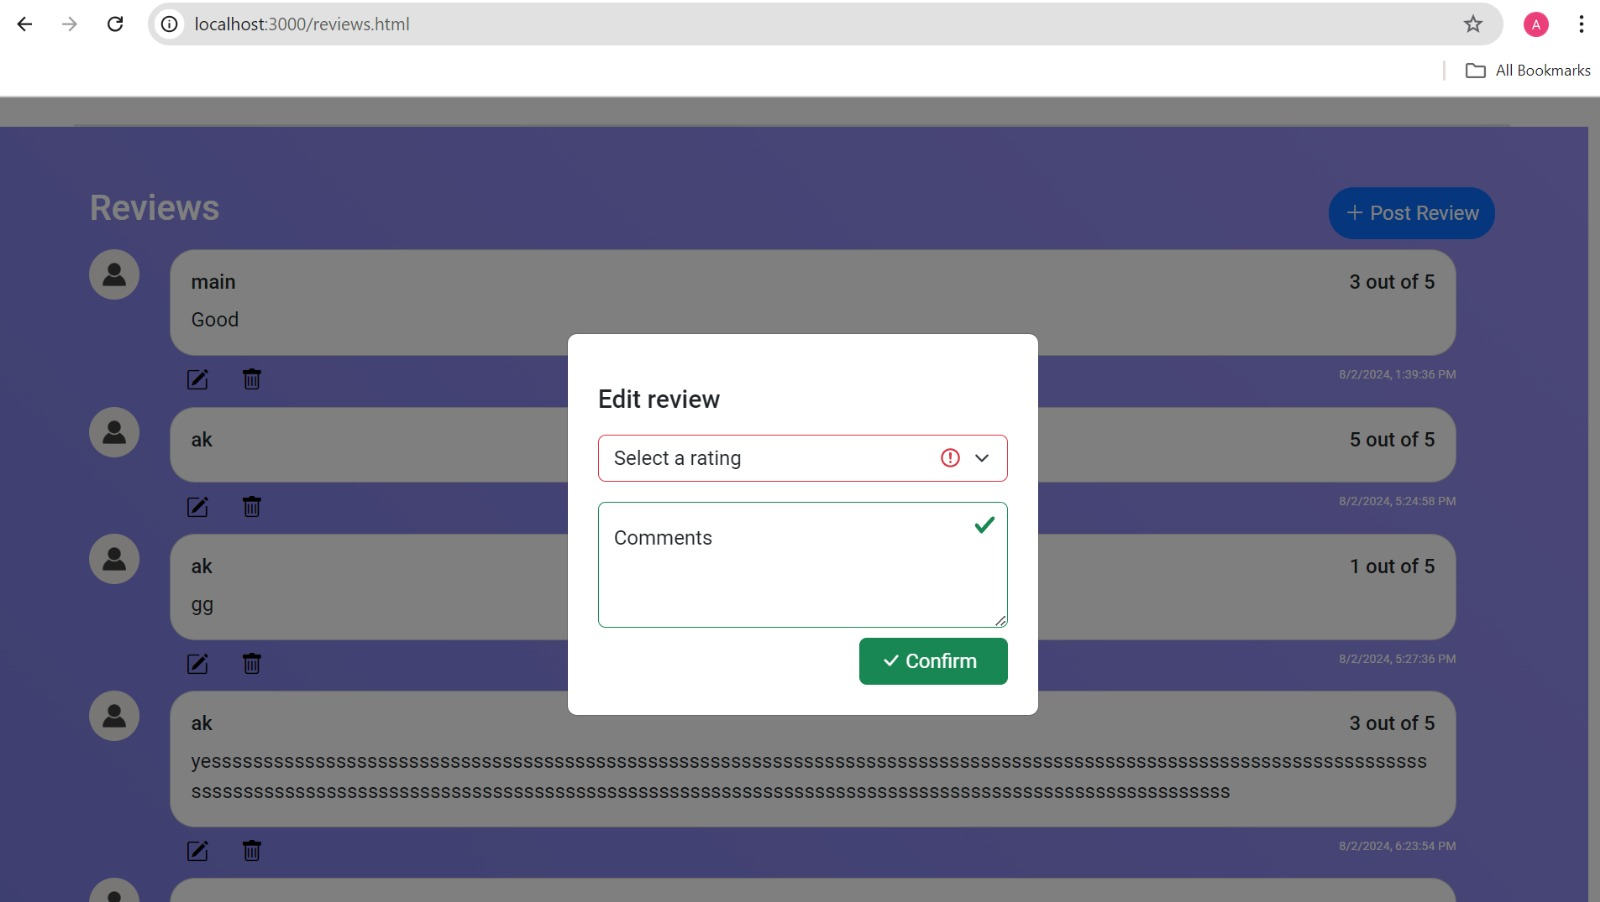 localhost:3000/reviews.html
A
All Bookmarks
Reviews
+ Post Review
main
3 out of 5
Good
8/2/2024, 1:39:36 PM
ak
5 out of 5
8/2/2024, 5:24:58 PM
ak
1 out of 5
gg
8/2/2024, 5:27:36 PM
Edit review
Select a rating
Comments
Confirm
ak
3 out of 5
8/2/2024, 6:23:54 PM